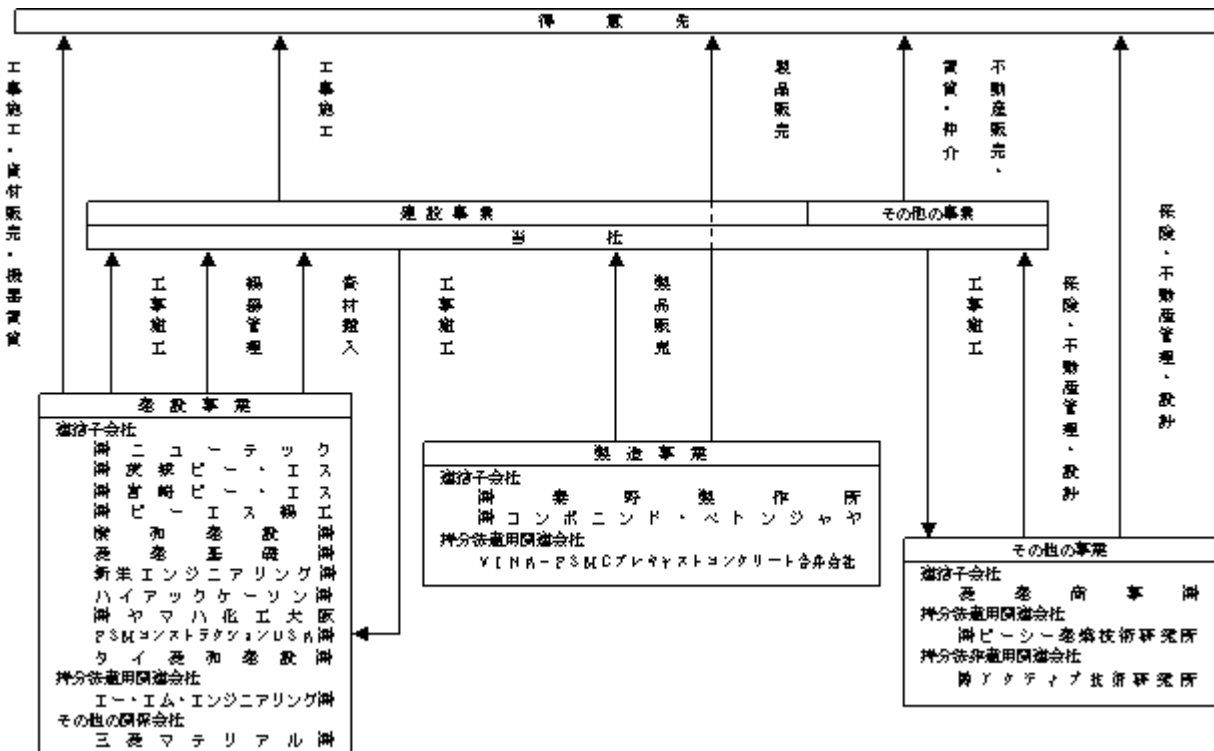 得意先
工事施工・資材販売・機器賃貸
工事施工
製品販売
不動産販売・
賃貸・仲介
保険・不動産管理・設計
建設事業
その他の事業
当社
工事施工
機器管理
資材搬入
工事施工
製品販売
工事施工
保険・不動産管理・設計
建設事業
連結子会社
㈱ニューテック
㈱茨城ピー・エス
㈱宮崎ピー・エス
㈱ピーエス機工
菱建基礎㈱
新栄エンジニアリング㈱
ハイアックケーソン㈱
㈱ヤマハ化工大阪
PSMコンストラクションUSA㈱
タイ菱和建設㈱
持分法適用関連会社
エー・エム・エンジニアリング㈱
その他の関係会社
三菱マテリアル㈱
製造事業
連結子会社
㈱秦野製作所
㈱コンポニンド・ベトンジャヤ
持分法適用関連会社
VINA-PSMCプレキャストコンクリート合弁会社
その他の事業
連結子会社
菱建商事㈱
持分法適用関連会社
㈱ピーシー建築技術研究所
持分法非適用関連会社
㈱アクティブ技術研究所